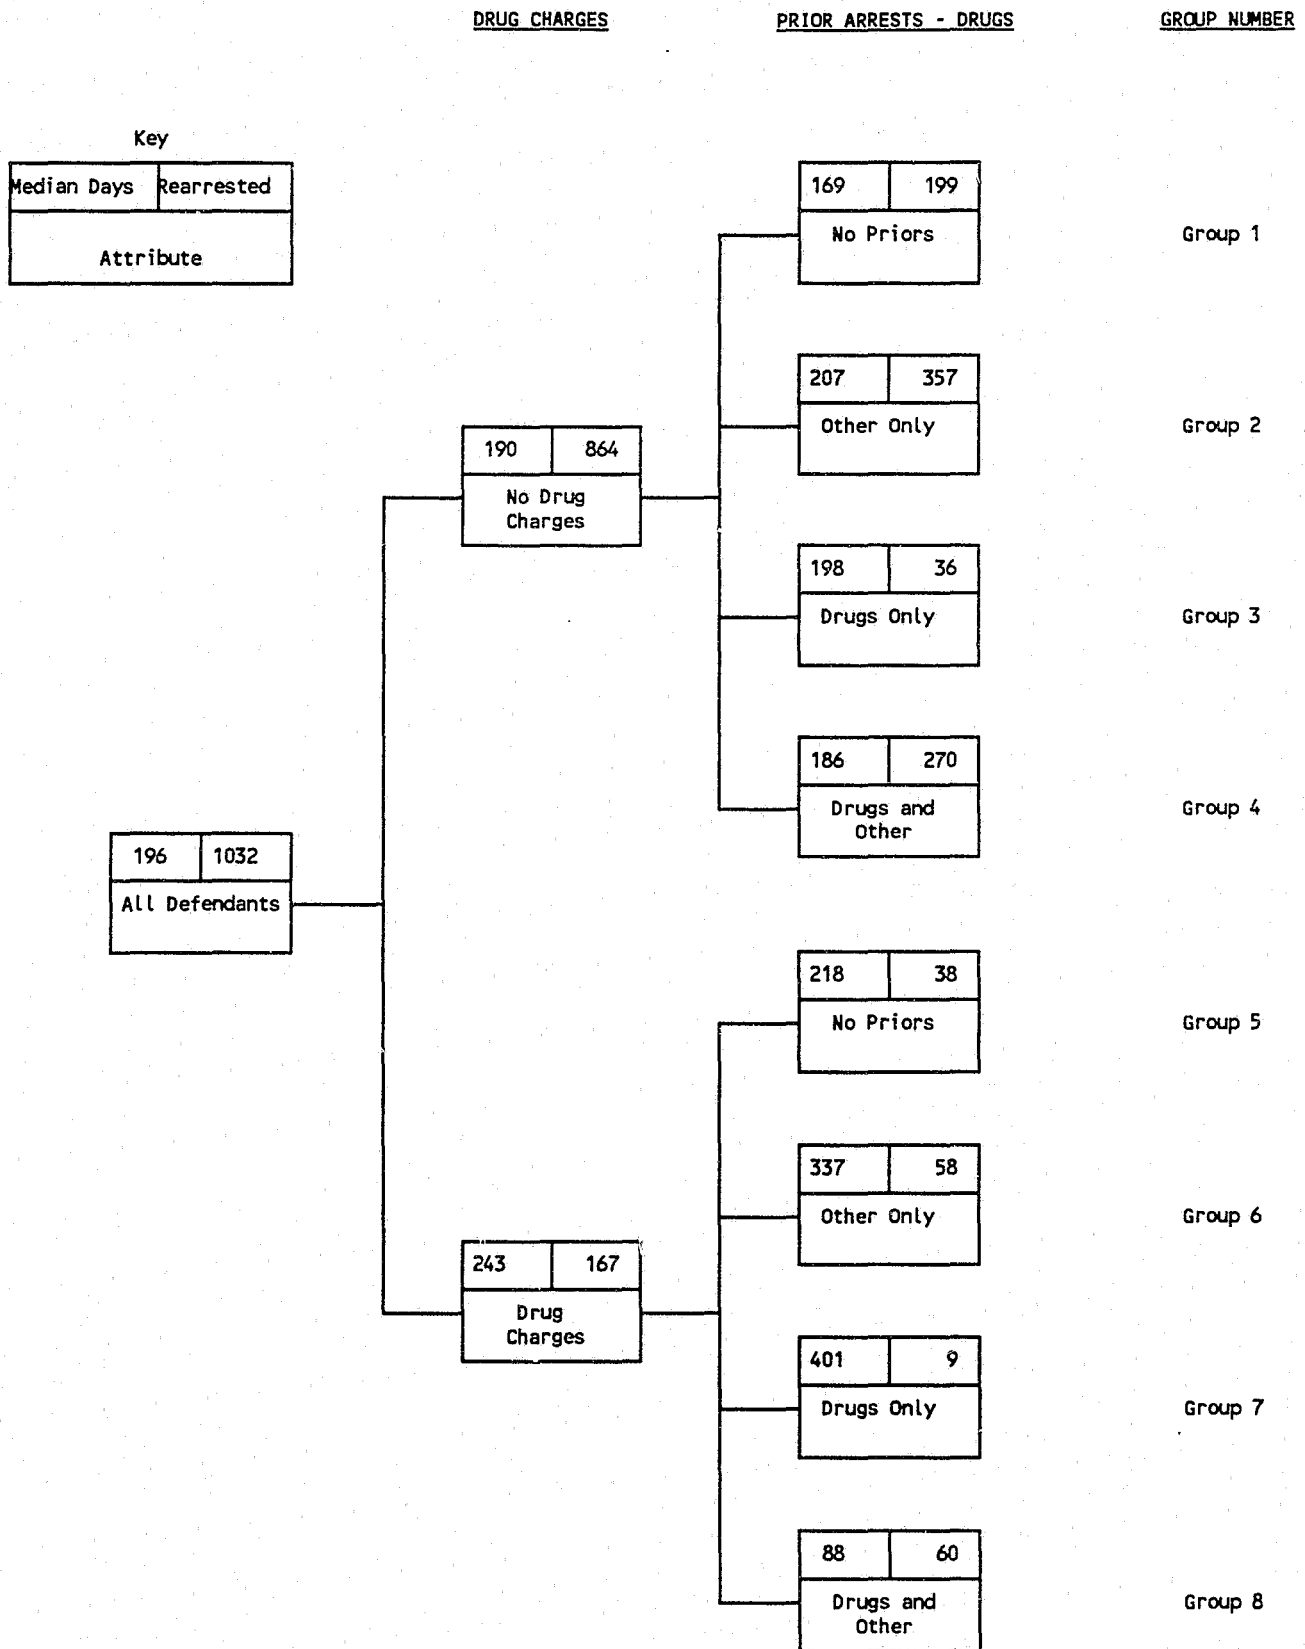 DRUG CHARGES PRIOR ARRESTS - DRUGS GROUP NUMBER
Key
Median Days Rearrested
Attribute
169 199
No Priors
Group 1
207 357
Other Only
Group 2
190 864
No Drug
Charges
198 36
Drugs Only
Group 3
186 270
Drugs and
Other
Group 4
196 1032
All Defendants
218 38
No Priors
Group 5
337 58
Other Only
Group 6
243 167
Drug
Charges
401 9
Drugs Only
Group 7
88 60
Drugs and
Other
Group 8